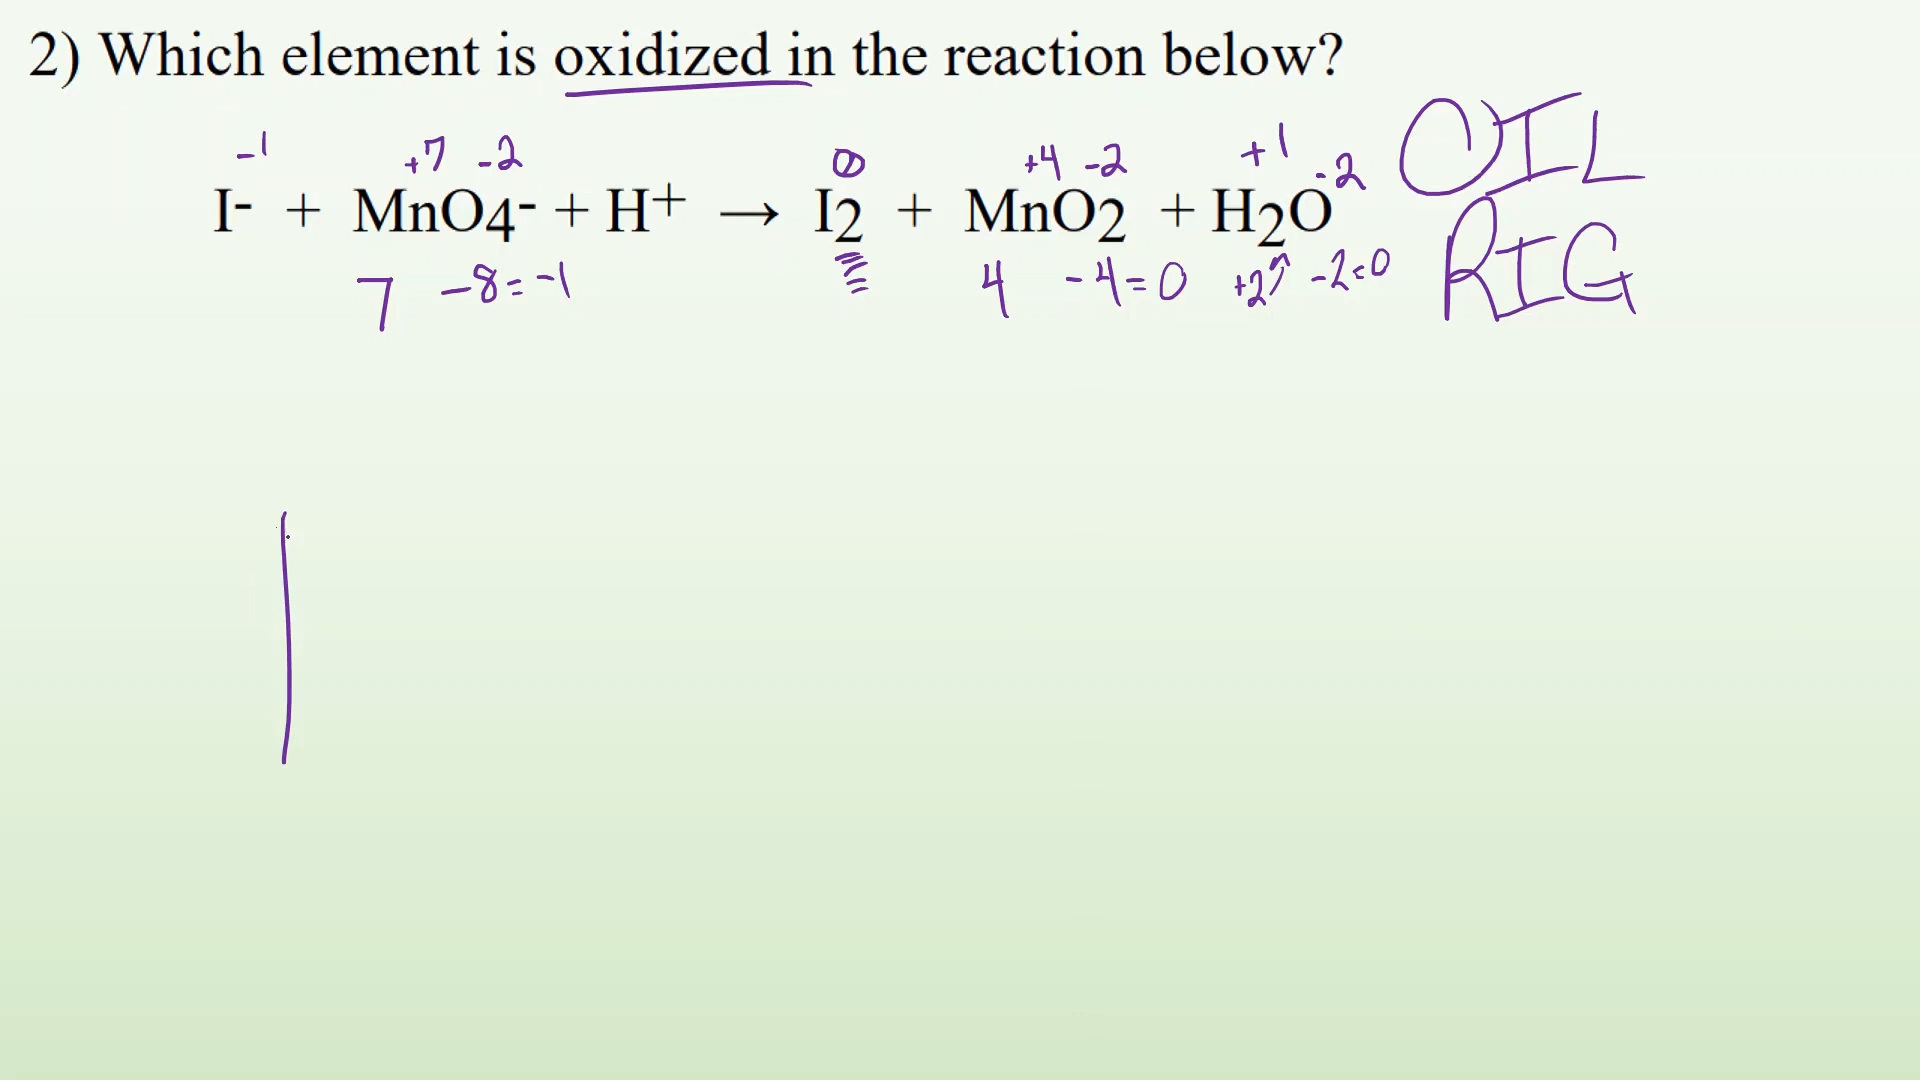 2) Which element is oxidized in the reaction below?
-1 +7 -2 0 +4 -2 +1 -2 OIL
I- + MnO4- + H+ → I2 + MnO2 + H2O
7 -8=-1 4 -4=0 +2 -2=0 RIG